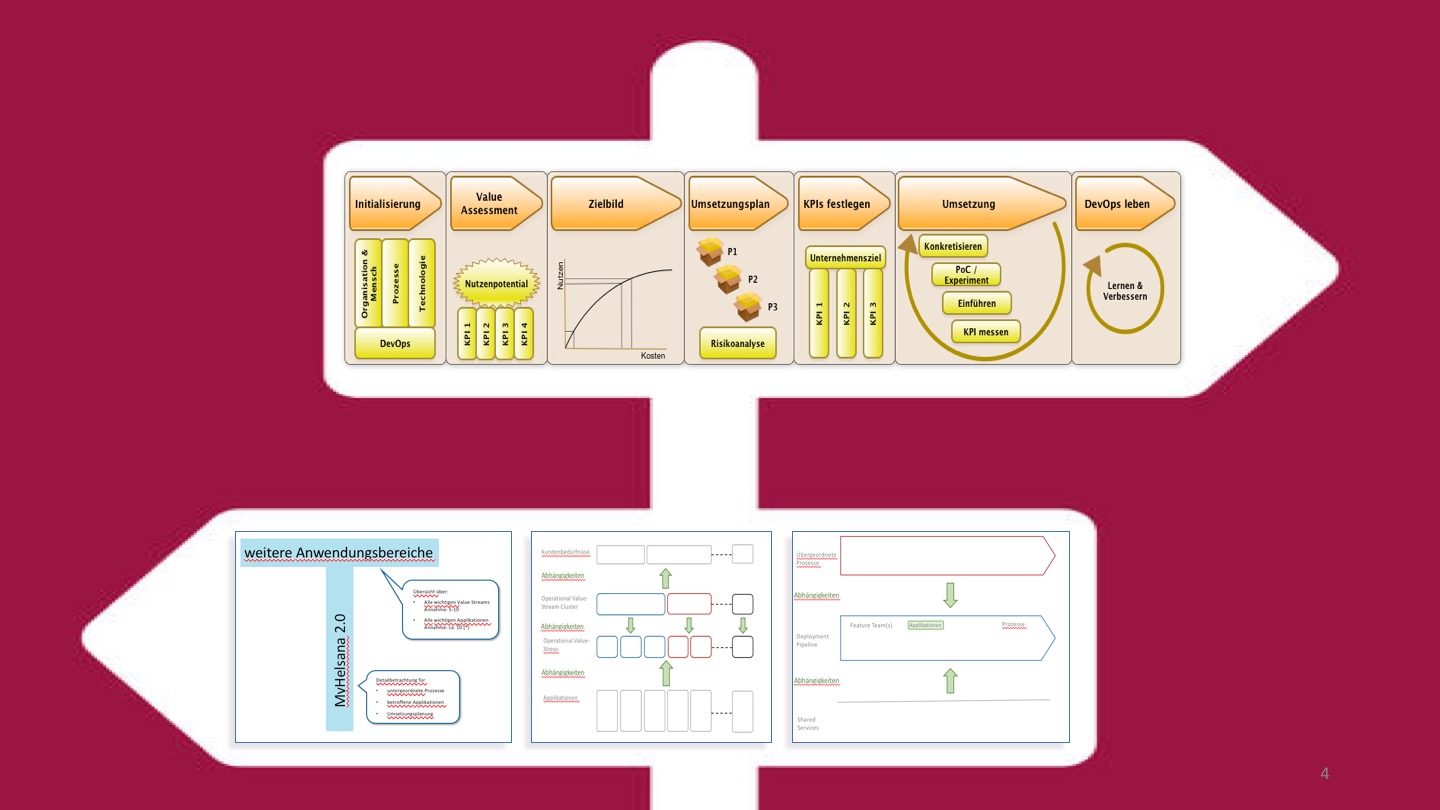 Initialisierung
Organisation &
Mensch
Prozesse
Technologie
DevOps
Value
Assessment
Nutzenpotential
KPI 1
KPI 2
KPI 3
KPI 4
Zielbild
Nutzen
Kosten
Umsetzungsplan
P1
P2
P3
Risikoanalyse
KPIs festlegen
Unternehmensziel
KPI 1
KPI 2
KPI 3
Umsetzung
Konkretisieren
PoC /
Experiment
Einführen
KPI messen
DevOps leben
Lernen &
Verbessern
weitere Anwendungsbereiche
MyHelsana 2.0
Übersicht über:
• Alle wichtigen Value Streams
Annahme: 5-10
• Alle wichtigen Applikationen
Annahme: ca. 10 (*)
Detailbetrachtung für
• untergeordnete Prozesse
• betroffene Applikationen
• Umsetzungsplanung
Kundenbedürfnisse
Abhängigkeiten
Operational Value-
Stream Cluster
Abhängigkeiten
Operational Value-
Streas
Abhängigkeiten
Applikationen
Übergeordnete
Prozesse
Abhängigkeiten
Feature Team(s)
Applikationen
Prozesse
Deployment
Pipeline
Abhängigkeiten
Shared
Services
4